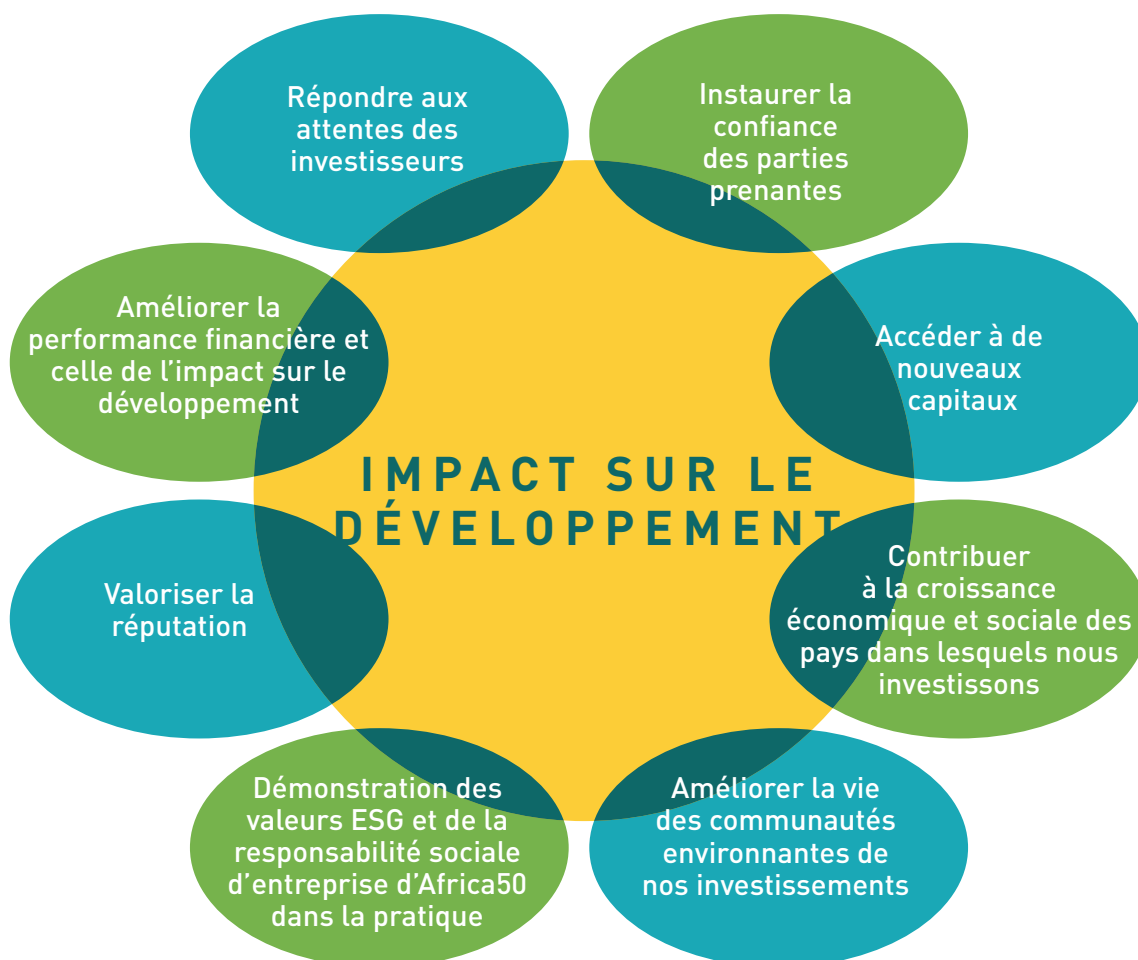 Répondre aux
attentes des
investisseurs
Instaurer la
confiance
des parties
prenantes
Améliorer la
performance financière et
celle de l'impact sur le
développement
Accéder à de
nouveaux
capitaux
IMPACT SUR LE
DÉVELOPPEMENT
Valoriser la
réputation
Contribuer
à la croissance
économique et sociale des
pays dans lesquels nous
investissons
Démonstration des
valeurs ESG et de la
responsabilité sociale
d'entreprise d'Africa50
dans la pratique
Améliorer la vie
des communautés
environnantes de
nos investissements